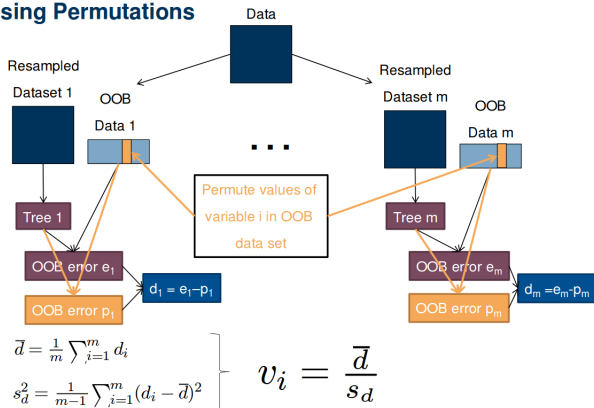 sing Permutations
Data
Resampled
Dataset 1
OOB
Data 1
...
Resampled
Dataset m
OOB
Data m
Permute values of
variable i in OOB
data set
Tree 1
Tree m
OOB error e₁
OOB error p₁
d₁ = e₁-p₁
OOB error eₘ
OOB error pₘ
dₘ =eₘ-pₘ
d̅ = 1/m ∑ᵢ₌₁ᵐ dᵢ
s_d² = 1/(m−1) ∑ᵢ₌₁ᵐ (dᵢ − d̅)²
vᵢ = d̅/s_d